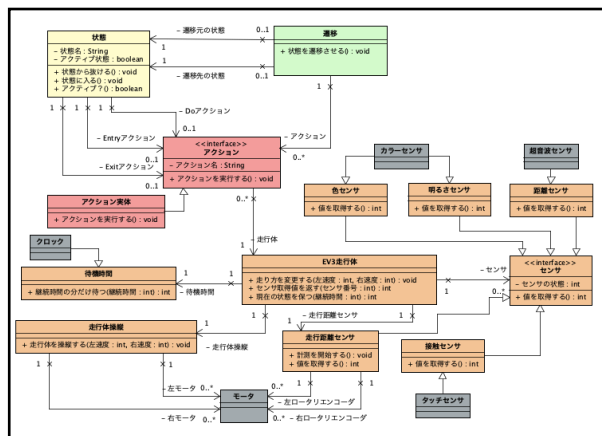 状態
- 状態名 : String
- アクティブ状態 : boolean
+ 状態から抜ける() : void
+ 状態に入る() : void
+ アクティブ?() : boolean
- 遷移元の状態
0..1
1
- 遷移先の状態
0..1
1
遷移
+ 状態を遷移させる() : void
1
1
1
1
- Doアクション
0..1
- Entryアクション
0..1
- Exitアクション
0..1
- アクション
0..*
<<interface>>
アクション
- アクション名 : String
+ アクションを実行する() : void
アクション実体
+ アクションを実行する() : void
0..*
- 走行体
1
カラーセンサ
超音波センサ
色センサ
+ 値を取得する() : int
明るさセンサ
+ 値を取得する() : int
距離センサ
+ 値を取得する() : int
クロック
待機時間
+ 継続時間の分だけ待つ(継続時間 : int) : int
1
1
- 待機時間
EV3走行体
+ 走り方を変更する(左速度 : int, 右速度 : int) : void
+ センサ取得値を返す(センサ番号 : int) : int
+ 現在の状態を保つ(継続時間 : int) : int
1
- センサ
0..*
<<interface>>
センサ
- センサの状態 : int
+ 値を取得する() : int
1
1
- 走行体操縦
1
- 走行距離センサ
1
走行体操縦
+ 走行体を操縦する(左速度 : int, 右速度 : int) : void
走行距離センサ
+ 計測を開始する() : void
+ 値を取得する() : int
接触センサ
+ 値を取得する() : int
タッチセンサ
1
1
1
1
- 左モータ
0..*
- 右モータ
0..*
モータ
0..*
- 左ロータリエンコーダ
0..*
- 右ロータリエンコーダ